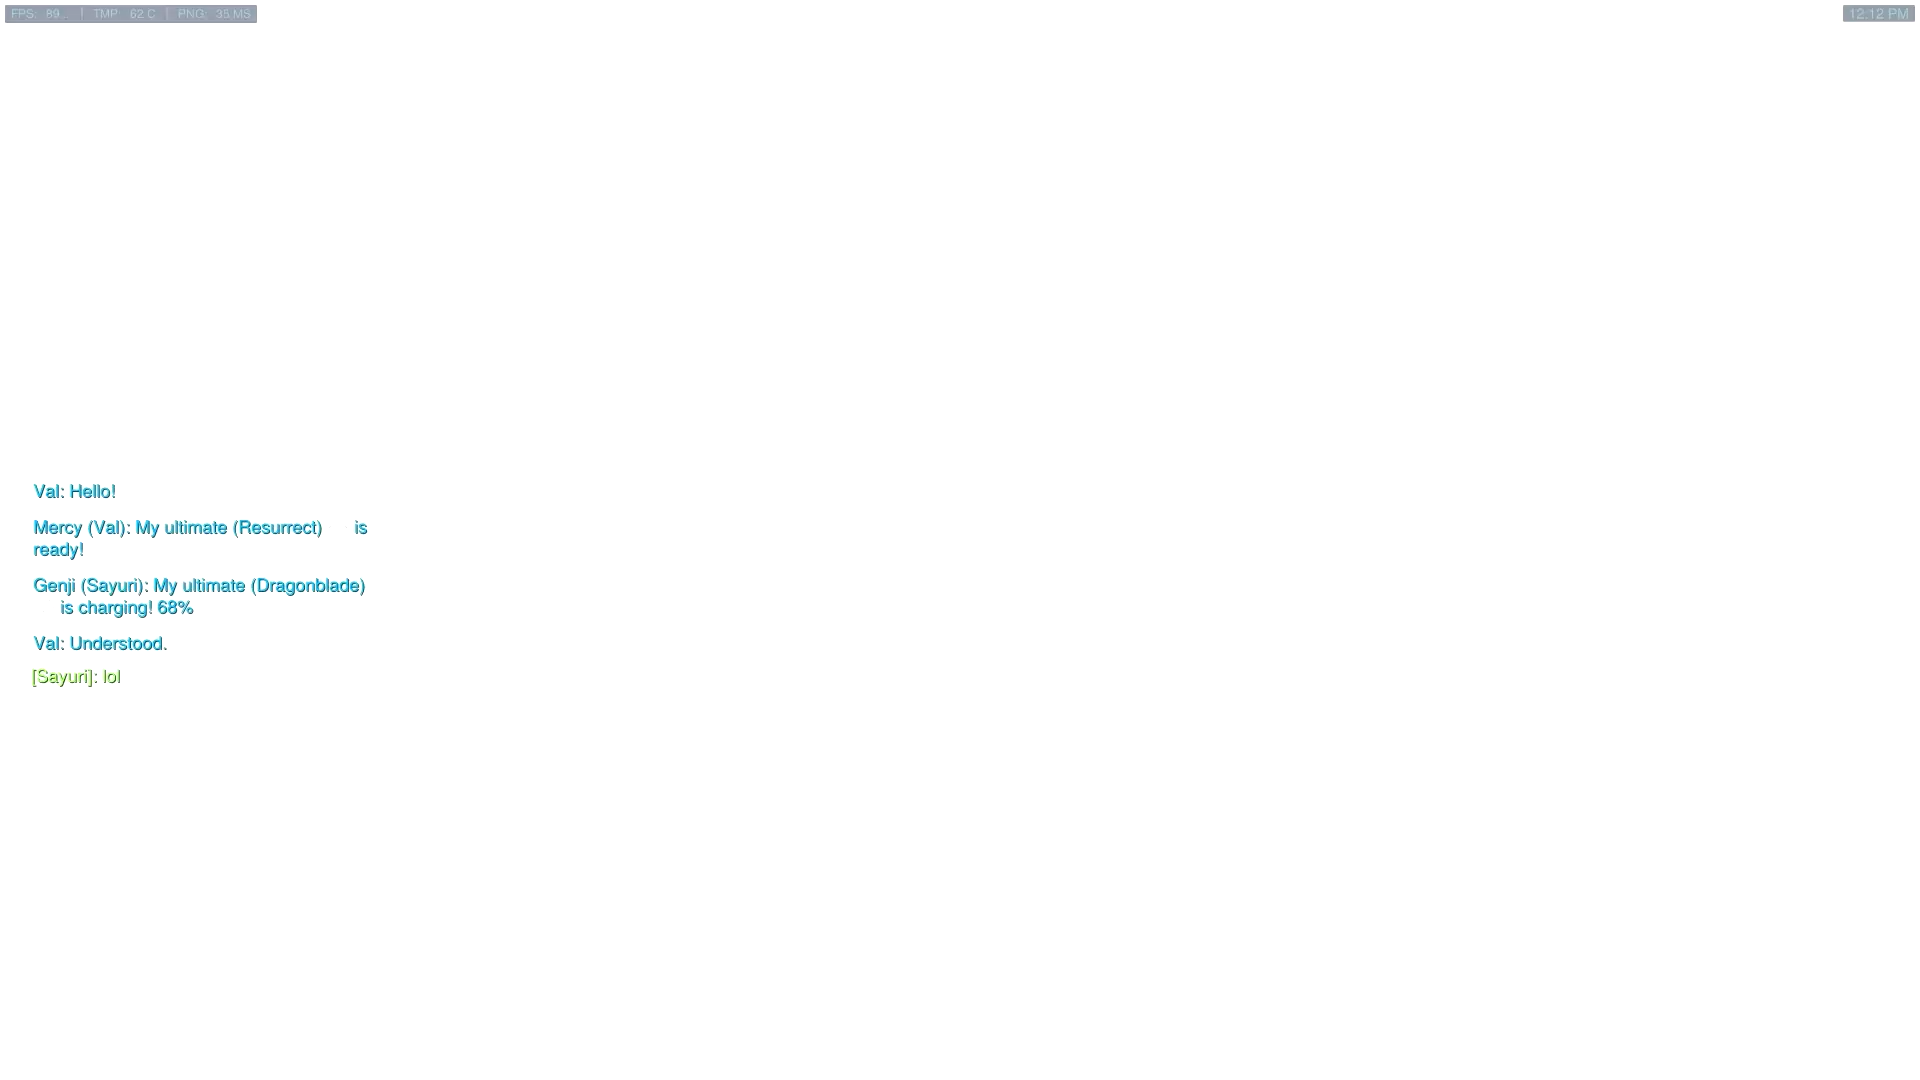 FPS: 89... | TMP: 62 C | PNG: 35 MS
12:12 PM
Val: Hello!
Mercy (Val): My ultimate (Resurrect) is
ready!
Genji (Sayuri): My ultimate (Dragonblade)
is charging! 68%
Val: Understood.
[Sayuri]: lol